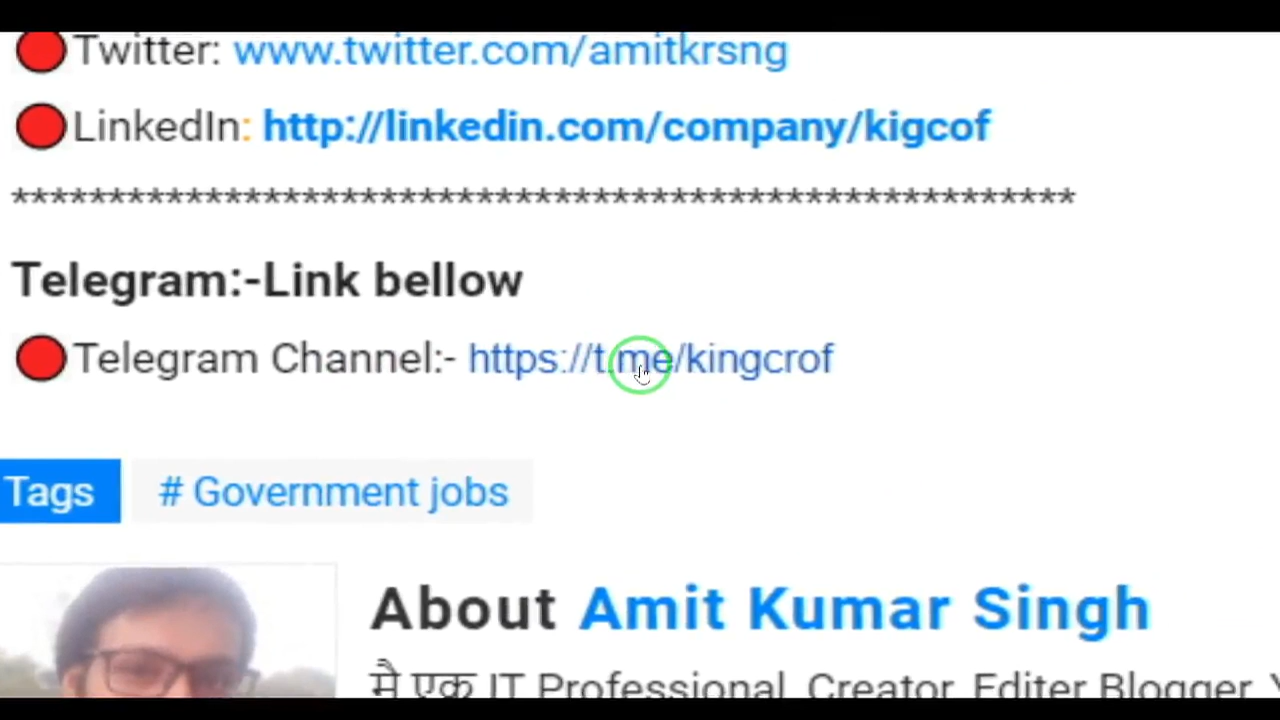 Twitter: www.twitter.com/amitkrsng
LinkedIn: http://linkedin.com/company/kigcof
*******************************************************************************
Telegram:-Link bellow
Telegram Channel:- https://t.me/kingcrof
Tags # Government jobs
About Amit Kumar Singh
मै एक IT Professional, Creator, Editer Blogger,